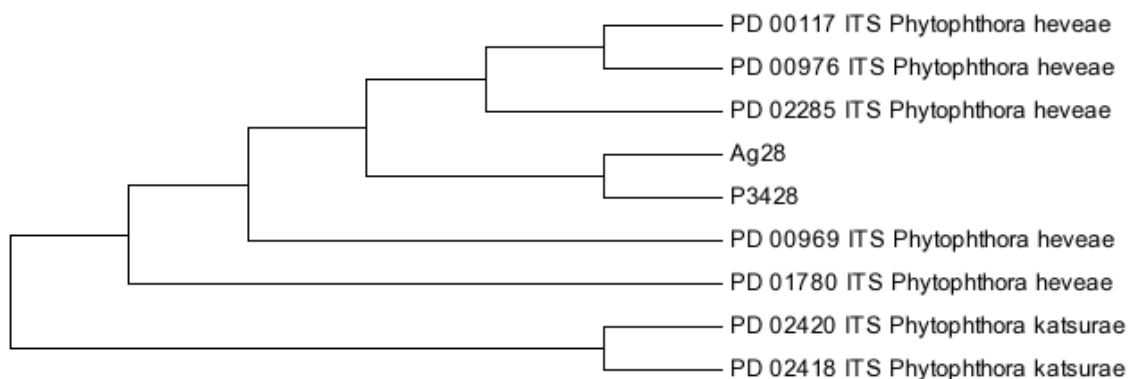 PD 00117 ITS Phytophthora heveae
PD 00976 ITS Phytophthora heveae
PD 02285 ITS Phytophthora heveae
Ag28
P3428
PD 00969 ITS Phytophthora heveae
PD 01780 ITS Phytophthora heveae
PD 02420 ITS Phytophthora katsurae
PD 02418 ITS Phytophthora katsurae